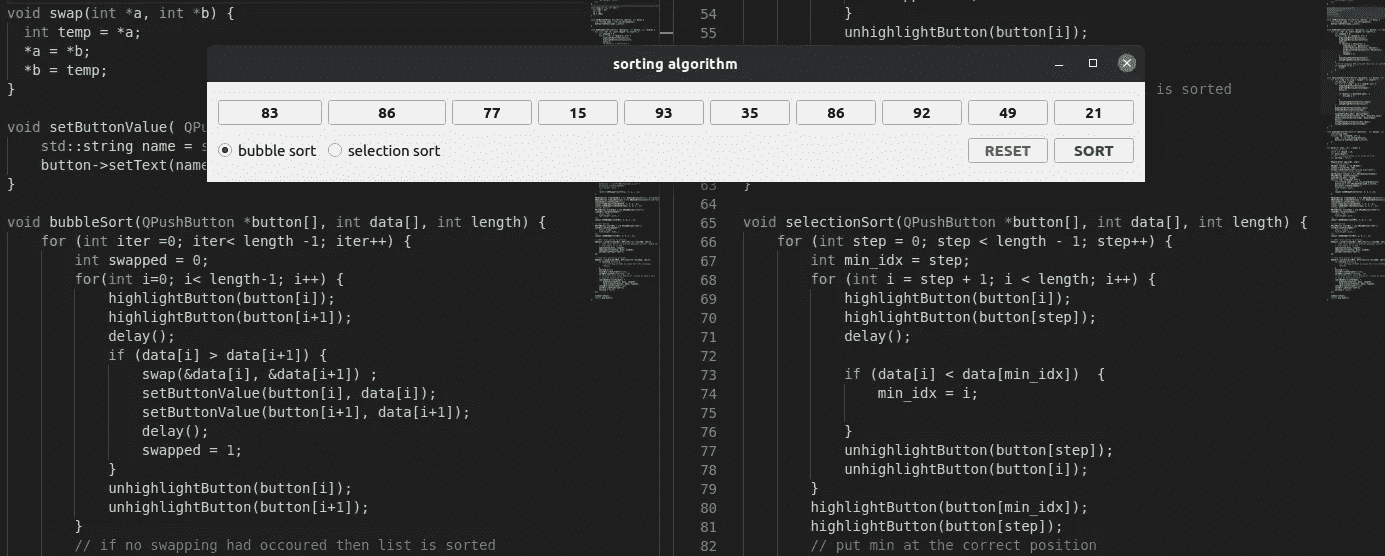 void swap(int *a, int *b) {
int temp = *a;
*a = *b;
*b = temp;
}
void setButtonValue( QP
std::string name = s
button->setText(name
}
void bubbleSort(QPushButton *button[], int data[], int length) {
for (int iter =0; iter< length -1; iter++) {
int swapped = 0;
for(int i=0; i< length-1; i++) {
highlightButton(button[i]);
highlightButton(button[i+1]);
delay();
if (data[i] > data[i+1]) {
swap(&data[i], &data[i+1]) ;
setButtonValue(button[i], data[i]);
setButtonValue(button[i+1], data[i+1]);
delay();
swapped = 1;
}
unhighlightButton(button[i]);
unhighlightButton(button[i+1]);
}
// if no swapping had occoured then list is sorted
sorting algorithm
83 86 77 15 93 35 86 92 49 21
bubble sort selection sort RESET SORT
54 }
55 unhighlightButton(button[i]);
is sorted
63 }
64
65 void selectionSort(QPushButton *button[], int data[], int length) {
66 for (int step = 0; step < length - 1; step++) {
67 int min_idx = step;
68 for (int i = step + 1; i < length; i++) {
69 highlightButton(button[i]);
70 highlightButton(button[step]);
71 delay();
72
73 if (data[i] < data[min_idx]) {
74 min_idx = i;
75
76 }
77 unhighlightButton(button[step]);
78 unhighlightButton(button[i]);
79 }
80 highlightButton(button[min_idx]);
81 highlightButton(button[step]);
82 // put min at the correct position